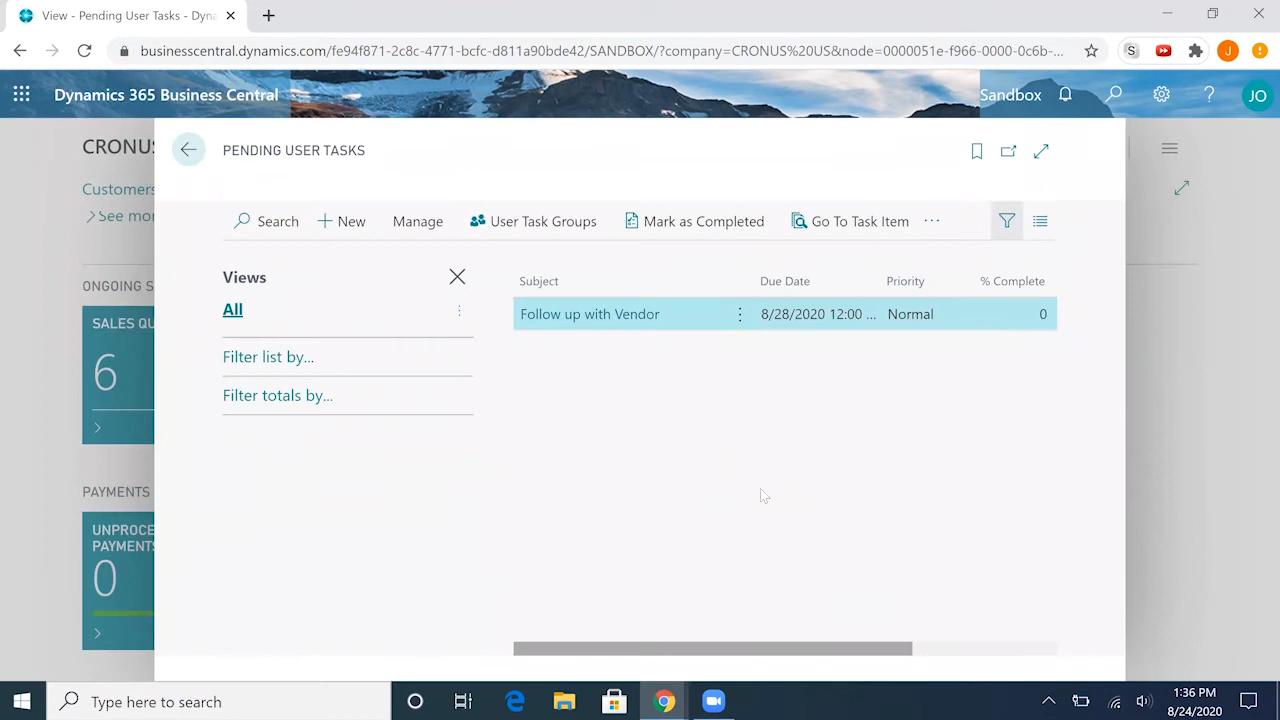 View - Pending User Tasks - Dyna
businesscentral.dynamics.com/fe94f871-2c8c-4771-bcfc-d811a90bde42/SANDBOX/?company=CRONUS%20US&node=0000051e-f966-0000-0c6b-...
S
J
Dynamics 365 Business Central
Sandbox
?
JO
CRONUS
PENDING USER TASKS
Customers
See mor
Search
New
Manage
User Task Groups
Mark as Completed
Go To Task Item
...
Views
All
Filter list by...
Filter totals by...
Subject
Due Date
Priority
% Complete
Follow up with Vendor
8/28/2020 12:00 ...
Normal
0
ONGOING S
SALES QU
6
PAYMENTS
UNPROCE
PAYMENTS
0
Type here to search
1:36 PM
8/24/2020